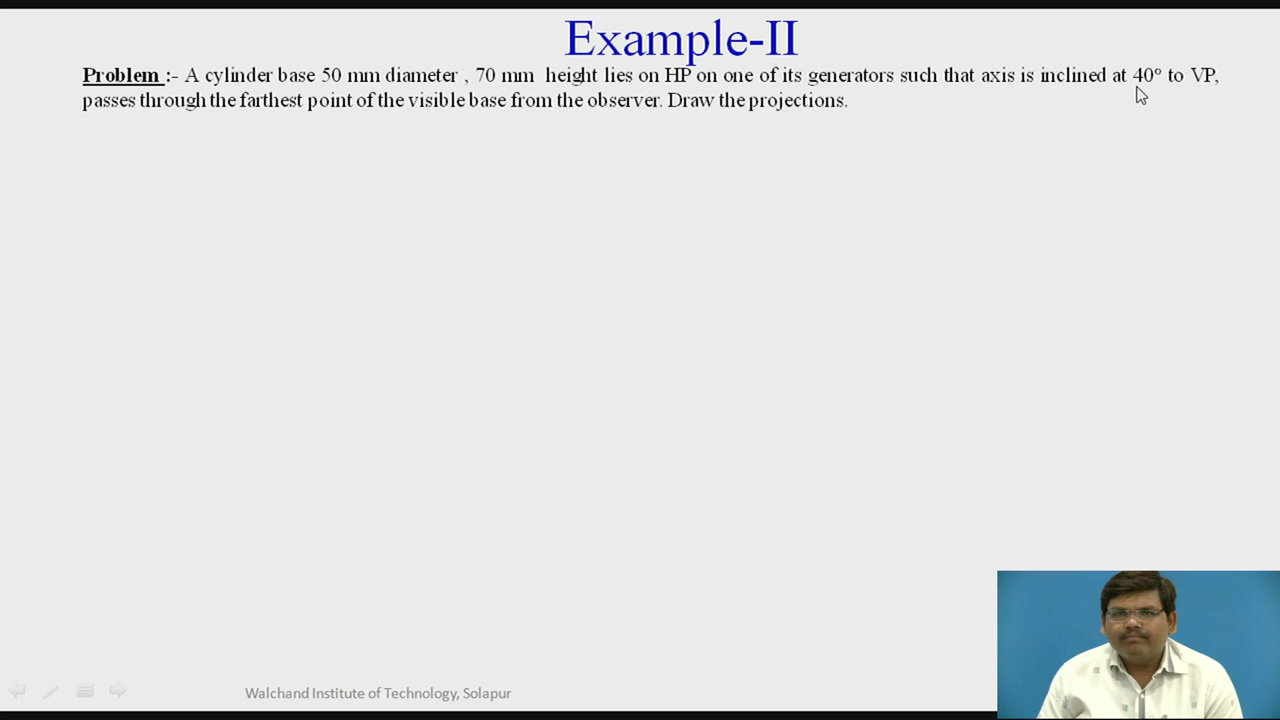 Example-II
Problem :- A cylinder base 50 mm diameter , 70 mm height lies on HP on one of its generators such that axis is inclined at 40° to VP,
passes through the farthest point of the visible base from the observer. Draw the projections.
Walchand Institute of Technology, Solapur